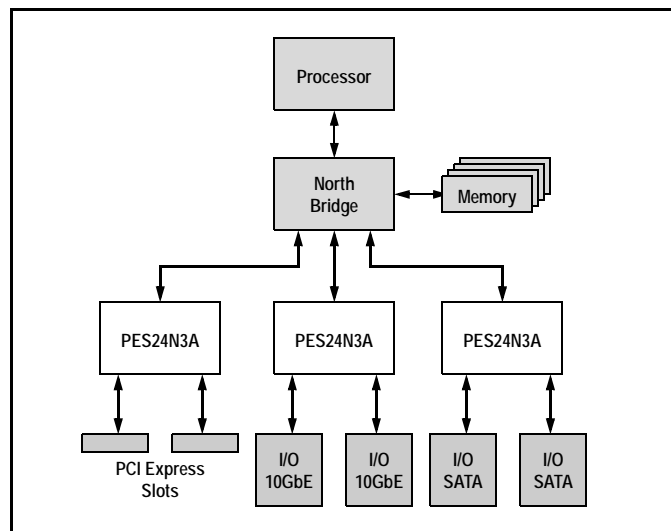 Processor
North
Bridge
Memory
PES24N3A
PES24N3A
PES24N3A
PCI Express
Slots
I/O
10GbE
I/O
10GbE
I/O
SATA
I/O
SATA